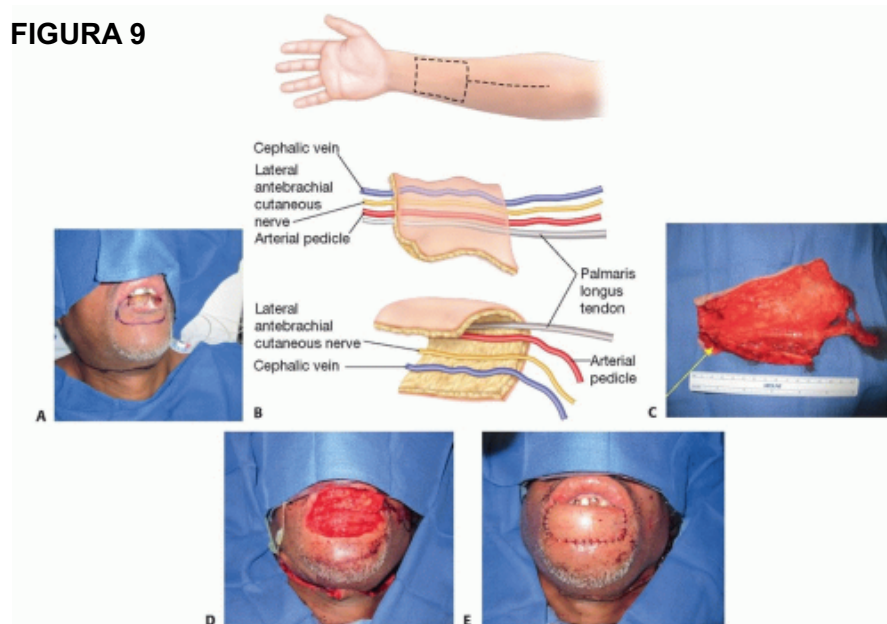 FIGURA 9
Cephalic vein
Lateral
antebrachial
cutaneous
nerve
Arterial pedicle
Palmaris
longus
tendon
Lateral
antebrachial
cutaneous nerve
Cephalic vein
Arterial
pedicle
A
B
C
D
E